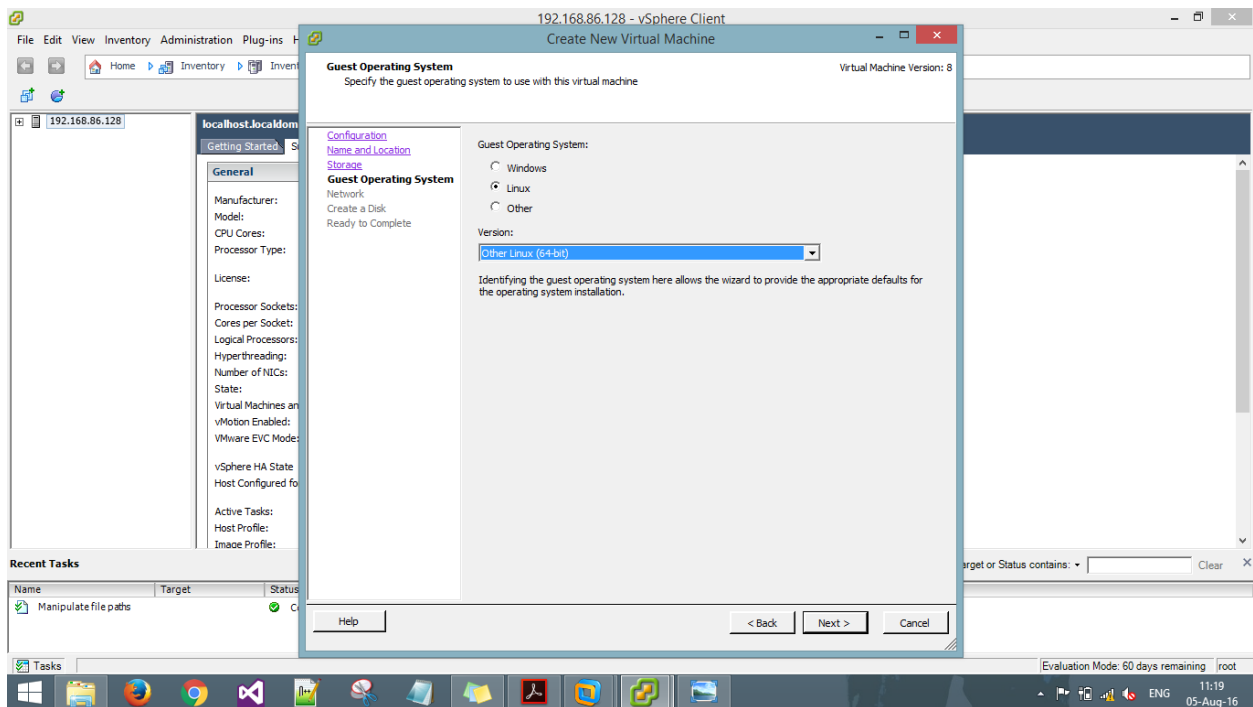 192.168.86.128 - vSphere Client
File Edit View Inventory Administration Plug-ins H
Create New Virtual Machine
Home Inventory Invent
Guest Operating System
Specify the guest operating system to use with this virtual machine
Virtual Machine Version: 8
192.168.86.128
localhost.localdom
Getting Started S
General
Manufacturer:
Model:
CPU Cores:
Processor Type:
License:
Processor Sockets:
Cores per Socket:
Logical Processors:
Hyperthreading:
Number of NICs:
State:
Virtual Machines an
vMotion Enabled:
VMware EVC Mode:
vSphere HA State
Host Configured fo
Active Tasks:
Host Profile:
Image Profile:
Configuration
Name and Location
Storage
Guest Operating System
Network
Create a Disk
Ready to Complete
Guest Operating System:
Windows
Linux
Other
Version:
Other Linux (64-bit)
Identifying the guest operating system here allows the wizard to provide the appropriate defaults for
the operating system installation.
Help
< Back Next > Cancel
Recent Tasks
arget or Status contains: Clear
Name Target Status
Manipulate file paths
Tasks
Evaluation Mode: 60 days remaining root
ENG
11:19
05-Aug-16